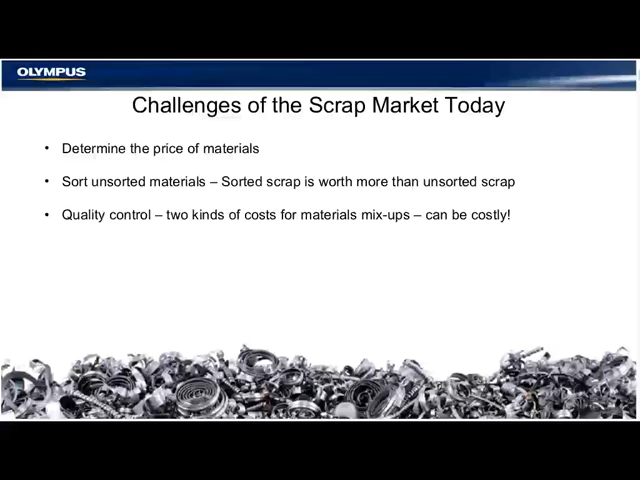 OLYMPUS
Challenges of the Scrap Market Today
• Determine the price of materials
• Sort unsorted materials – Sorted scrap is worth more than unsorted scrap
• Quality control – two kinds of costs for materials mix-ups – can be costly!